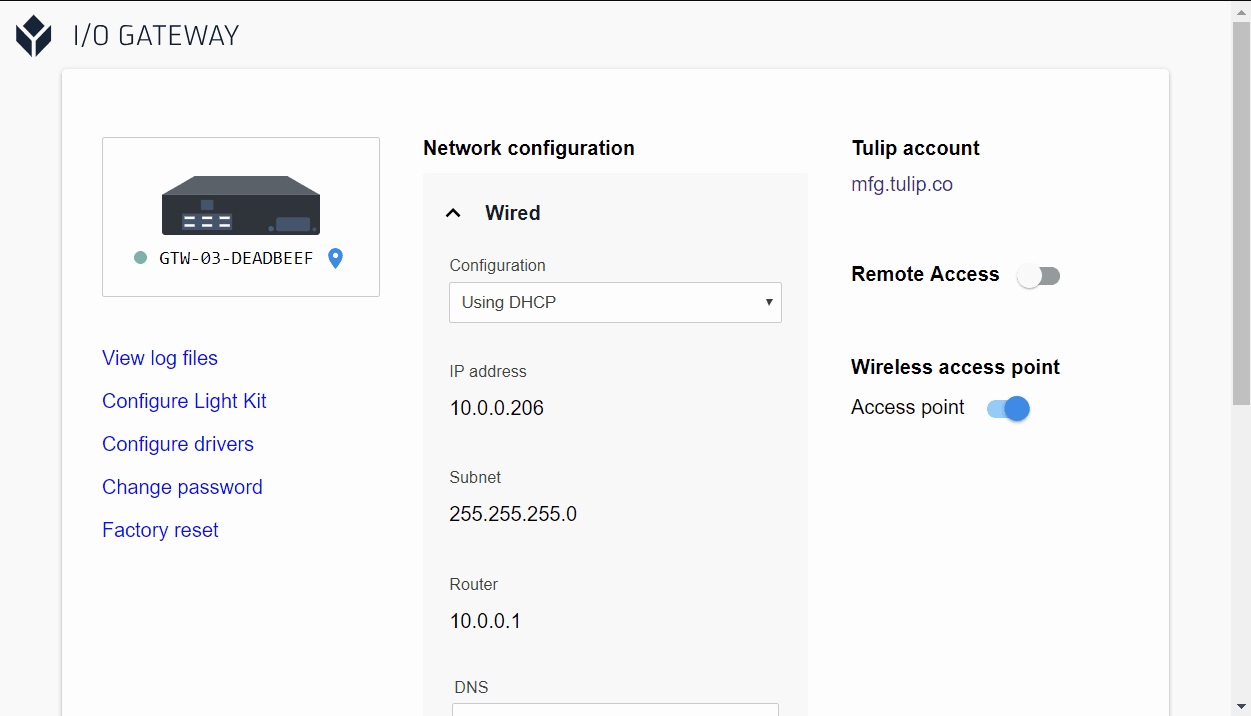 I/O GATEWAY
GTW-03-DEADBEEF
View log files
Configure Light Kit
Configure drivers
Change password
Factory reset
Network configuration
Wired
Configuration
Using DHCP
IP address
10.0.0.206
Subnet
255.255.255.0
Router
10.0.0.1
DNS
Tulip account
mfg.tulip.co
Remote Access
Wireless access point
Access point